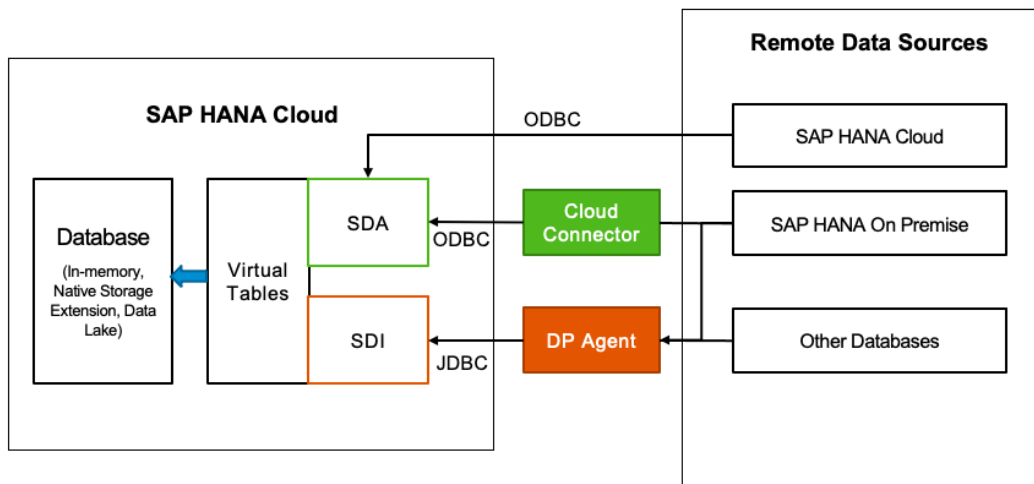 Remote Data Sources
SAP HANA Cloud
ODBC
SAP HANA Cloud
Database
(In-memory,
Native Storage
Extension, Data
Lake)
Virtual
Tables
SDA
ODBC
Cloud
Connector
SAP HANA On Premise
SDI
JDBC
DP Agent
Other Databases